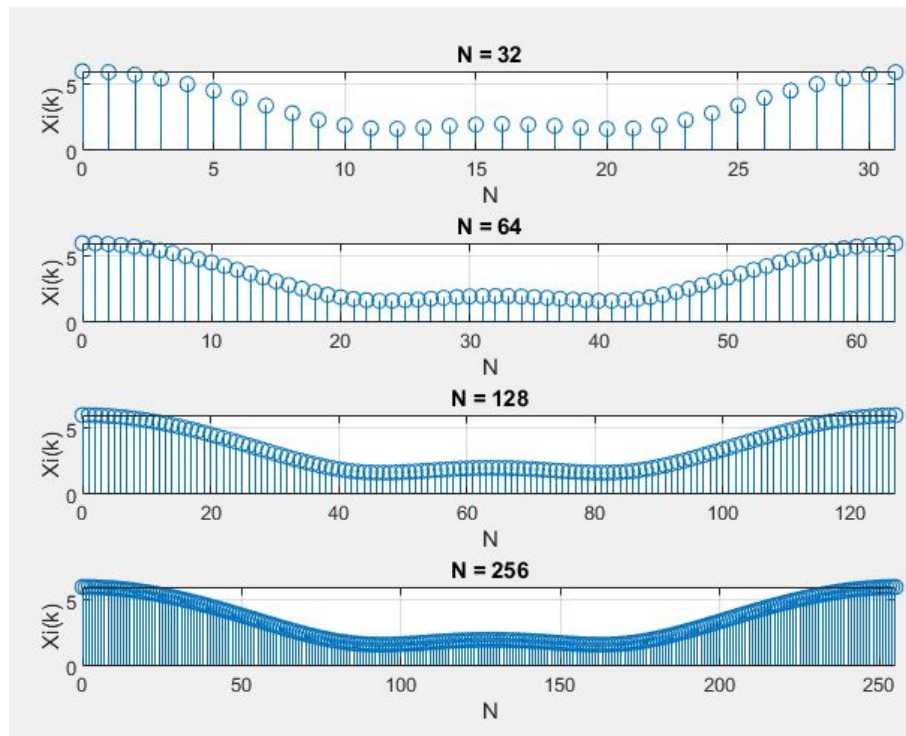 N = 32
Xi(k)
5
0
0 5 10 15 20 25 30
N
N = 64
Xi(k)
5
0
0 10 20 30 40 50 60
N
N = 128
Xi(k)
5
0
0 20 40 60 80 100 120
N
N = 256
Xi(k)
5
0
0 50 100 150 200 250
N